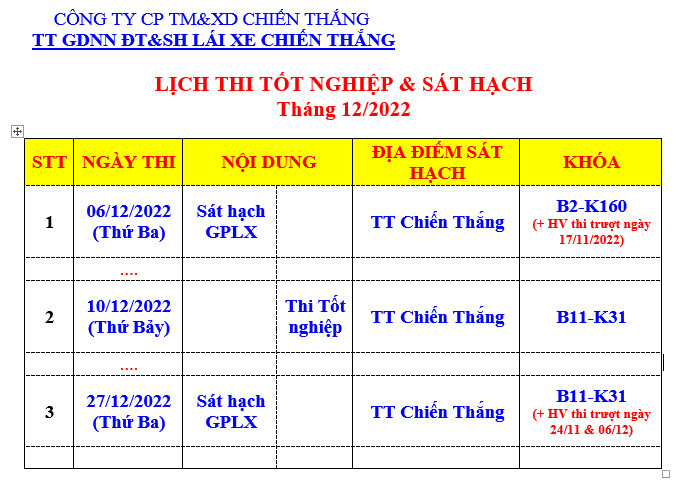 CÔNG TY CP TM&XD CHIẾN THẮNG
TT GDNN ĐT&SH LÁI XE CHIẾN THẮNG
LỊCH THI TỐT NGHIỆP & SÁT HẠCH
Tháng 12/2022
STT NGÀY THI NỘI DUNG ĐỊA ĐIỂM SÁT HẠCH KHÓA
1 06/12/2022 (Thứ Ba) Sát hạch GPLX TT Chiến Thắng B2-K160 (+ HV thi trượt ngày 17/11/2022)
....
2 10/12/2022 (Thứ Bảy) Thi Tốt nghiệp TT Chiến Thắng B11-K31
....
3 27/12/2022 (Thứ Ba) Sát hạch GPLX TT Chiến Thắng B11-K31 (+ HV thi trượt ngày 24/11 & 06/12)